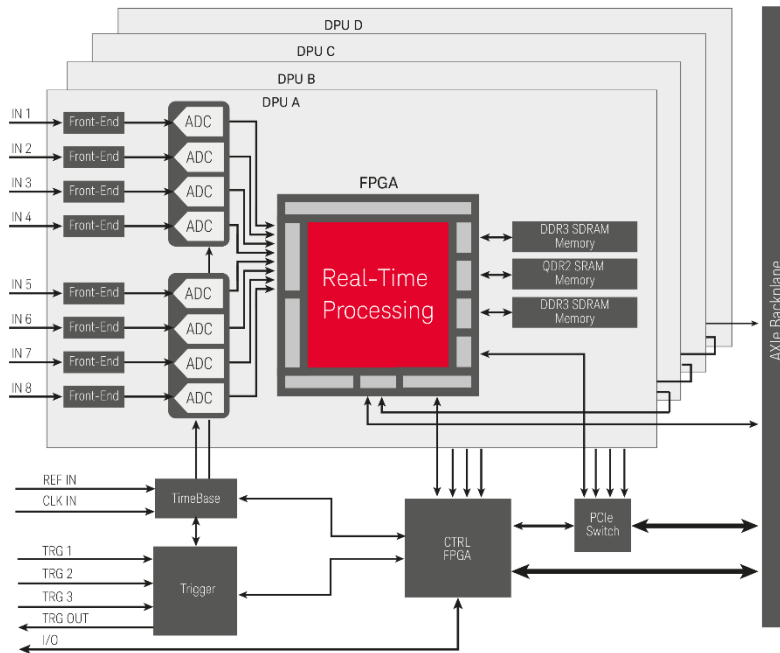 DPU D
DPU C
DPU B
DPU A
IN 1
Front-End
ADC
IN 2
Front-End
ADC
IN 3
Front-End
ADC
IN 4
Front-End
ADC
IN 5
Front-End
ADC
IN 6
Front-End
ADC
IN 7
Front-End
ADC
IN 8
Front-End
ADC
FPGA
Real-Time
Processing
DDR3 SDRAM
Memory
QDR2 SRAM
Memory
DDR3 SDRAM
Memory
AXIe Backplane
REF IN
CLK IN
TimeBase
TRG 1
TRG 2
TRG 3
TRG OUT
I/O
Trigger
CTRL
FPGA
PCIe
Switch